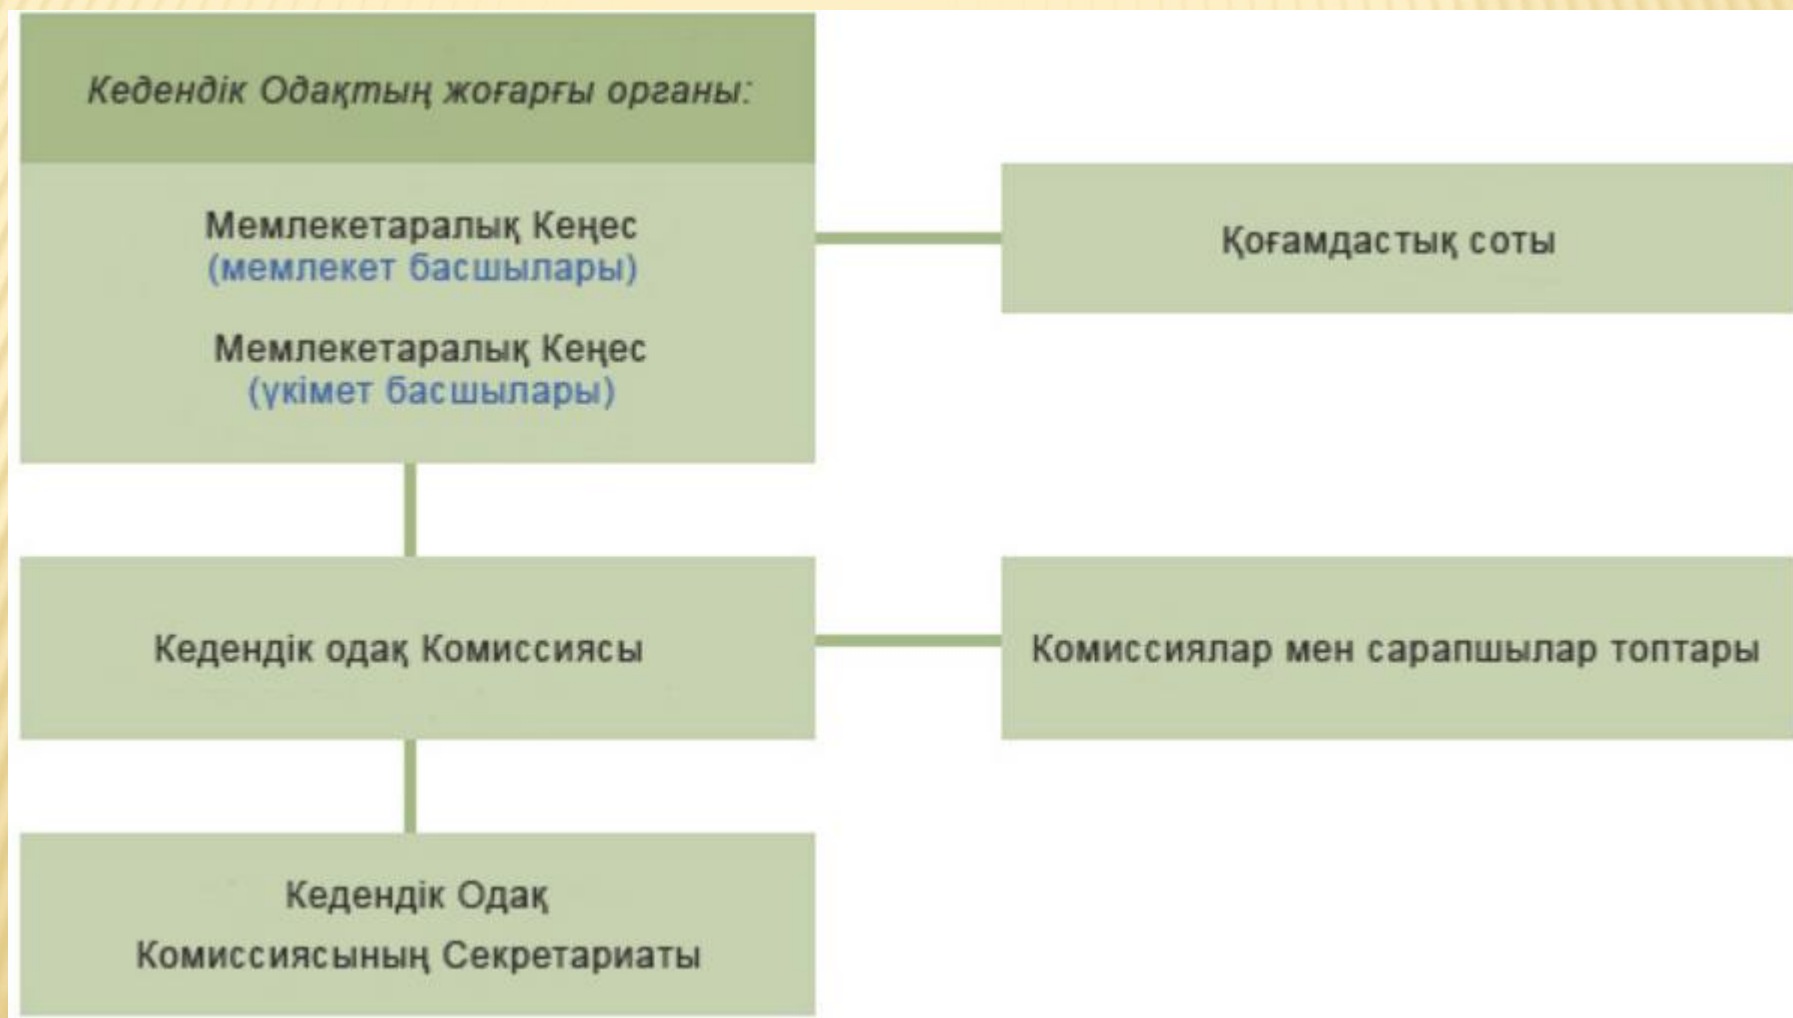 Кедендік Одақтың жоғарғы органы:
Мемлекетаралық Кеңес
(мемлекет басшылары)
Мемлекетаралық Кеңес
(үкімет басшылары)
Қоғамдастық соты
Кедендік одақ Комиссиясы
Комиссиялар мен сарапшылар топтары
Кедендік Одақ
Комиссиясының Секретариаты